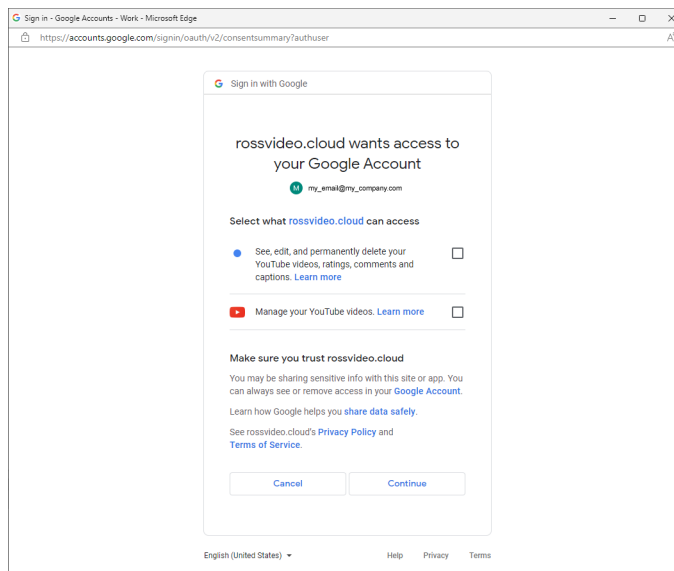 Sign in - Google Accounts - Work - Microsoft Edge
https://accounts.google.com/signin/oauth/v2/consentsummary?authuser
Sign in with Google
rossvideo.cloud wants access to
your Google Account
M my_email@my_company.com
Select what rossvideo.cloud can access
See, edit, and permanently delete your
YouTube videos, ratings, comments and
captions. Learn more
Manage your YouTube videos. Learn more
Make sure you trust rossvideo.cloud
You may be sharing sensitive info with this site or app. You
can always see or remove access in your Google Account.
Learn how Google helps you share data safely.
See rossvideo.cloud's Privacy Policy and
Terms of Service.
Cancel Continue
English (United States) Help Privacy Terms